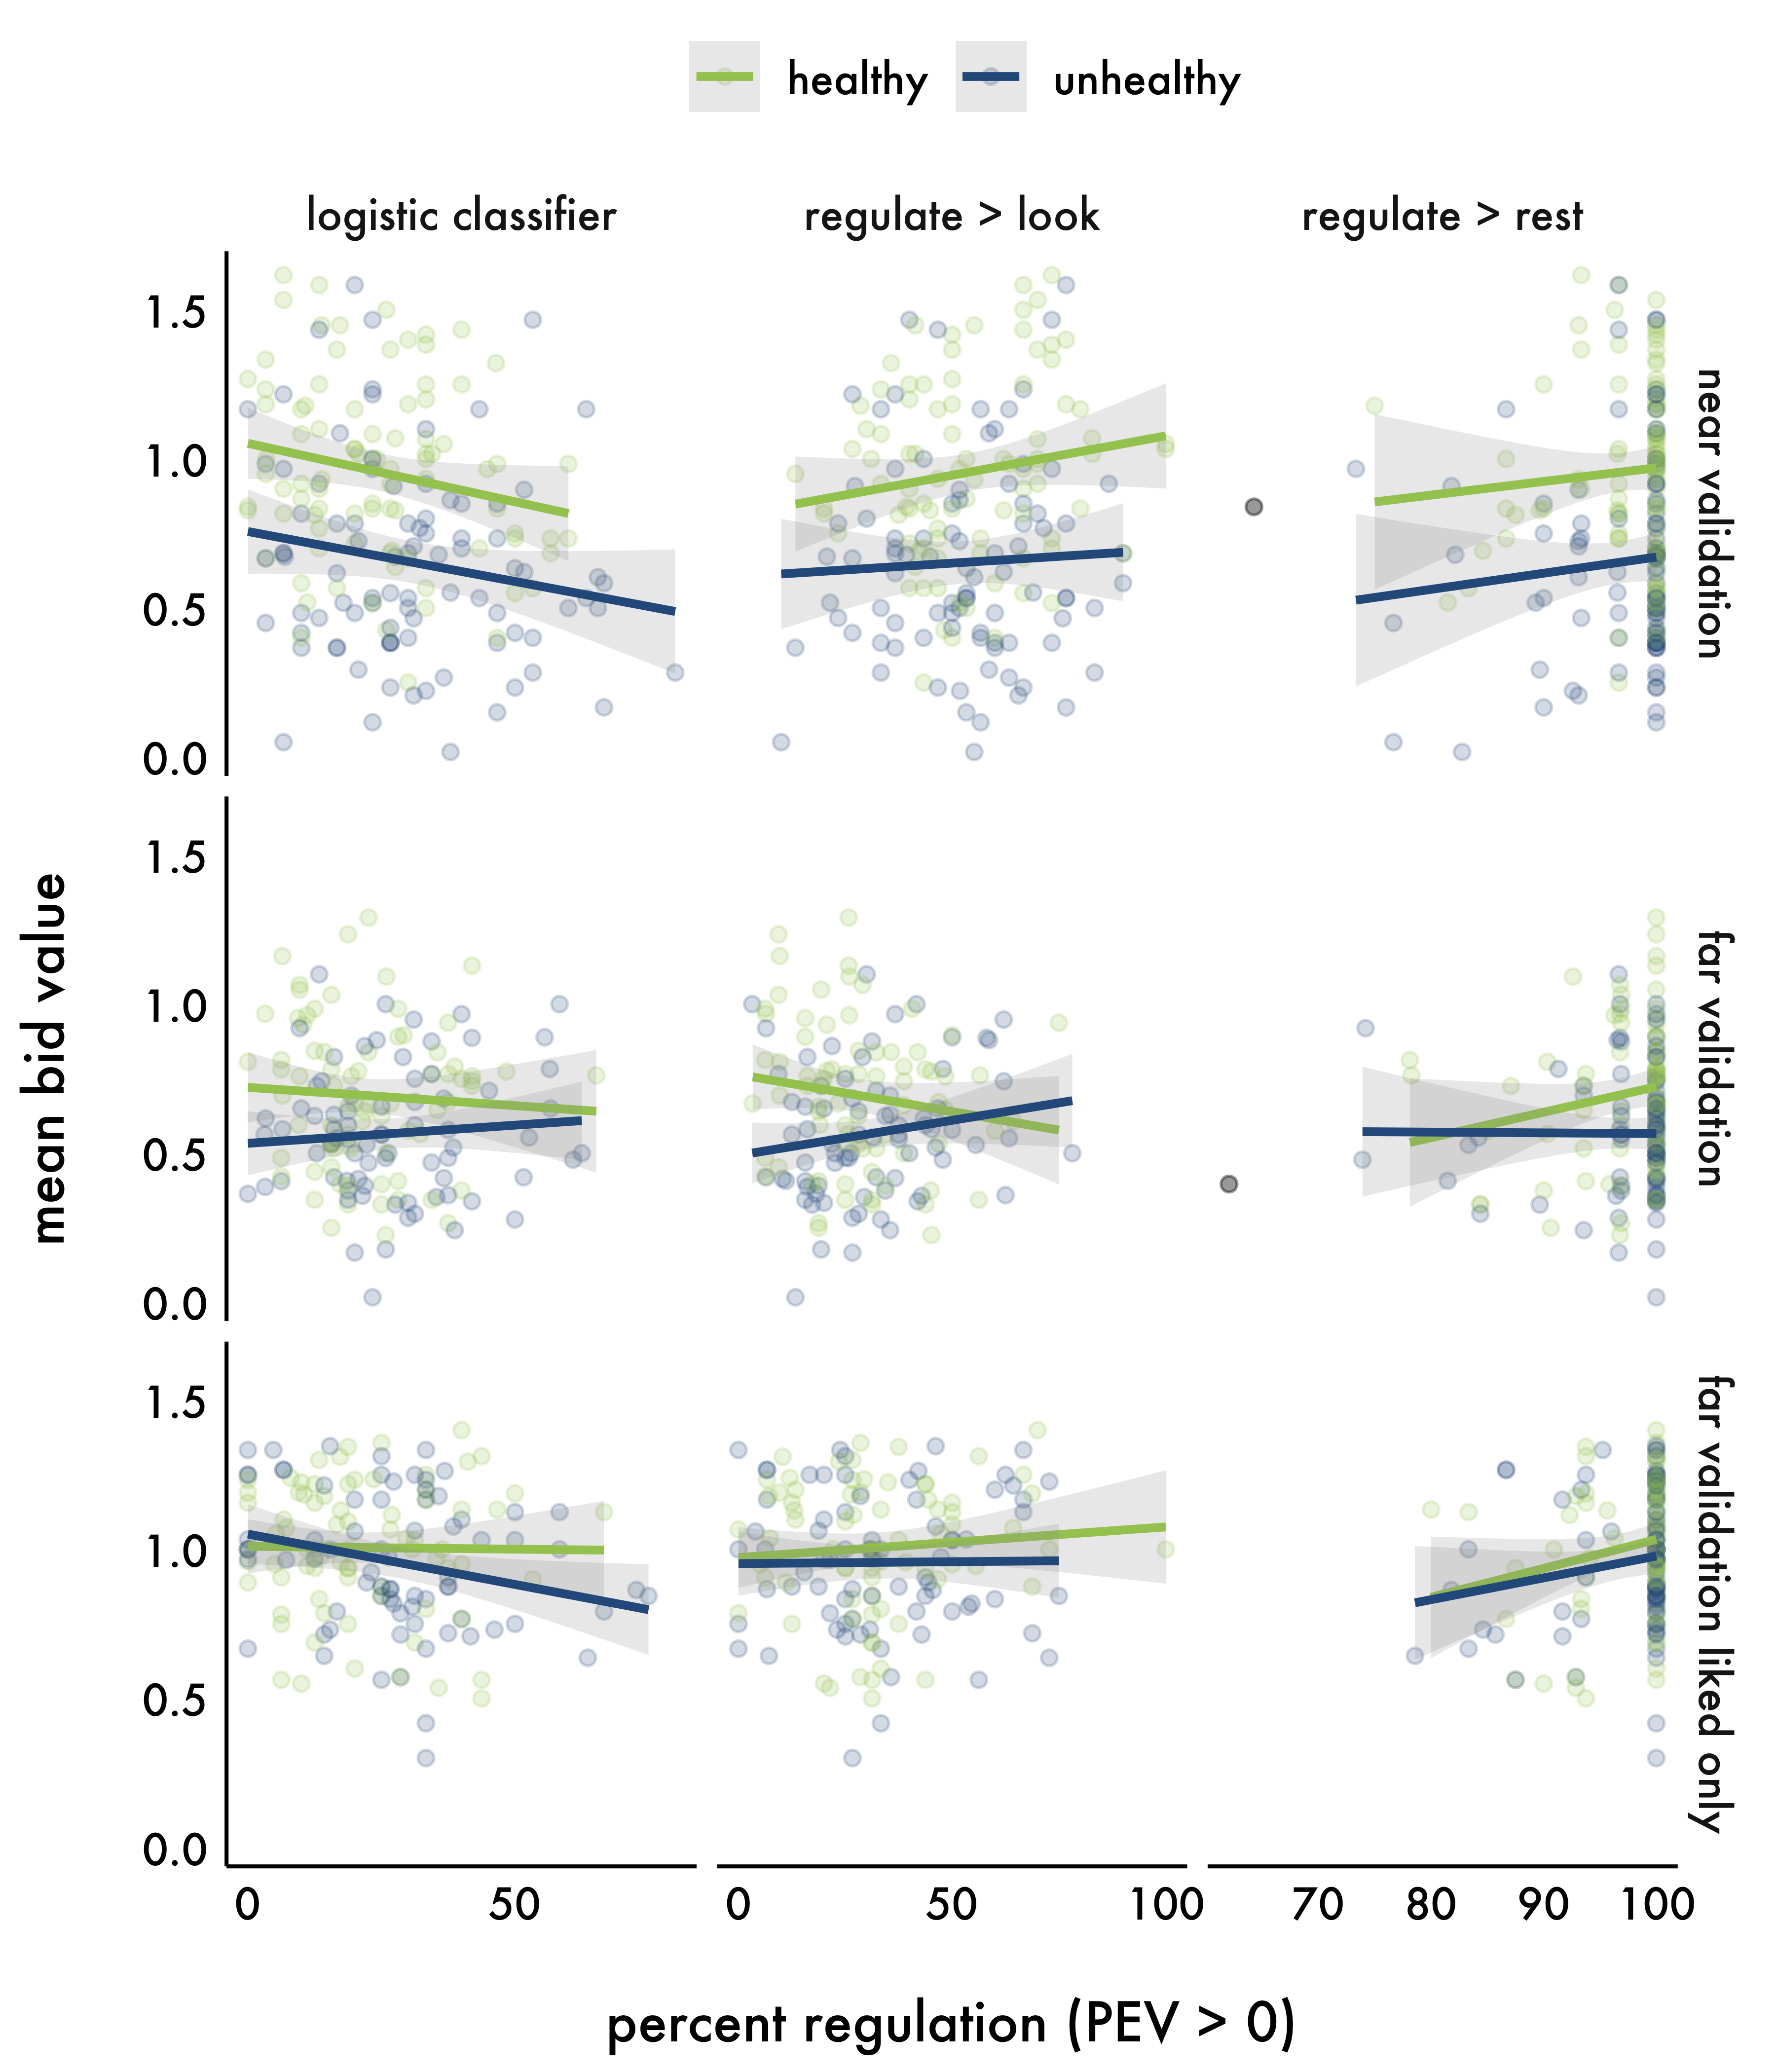 healthy unhealthy
logistic classifier regulate > look regulate > rest
1.5
1.0
0.5
0.0
near validation
mean bid value
1.5
1.0
0.5
0.0
far validation
1.5
1.0
0.5
0.0
far validation liked only
0 50 0 50 100 70 80 90 100
percent regulation (PEV > 0)